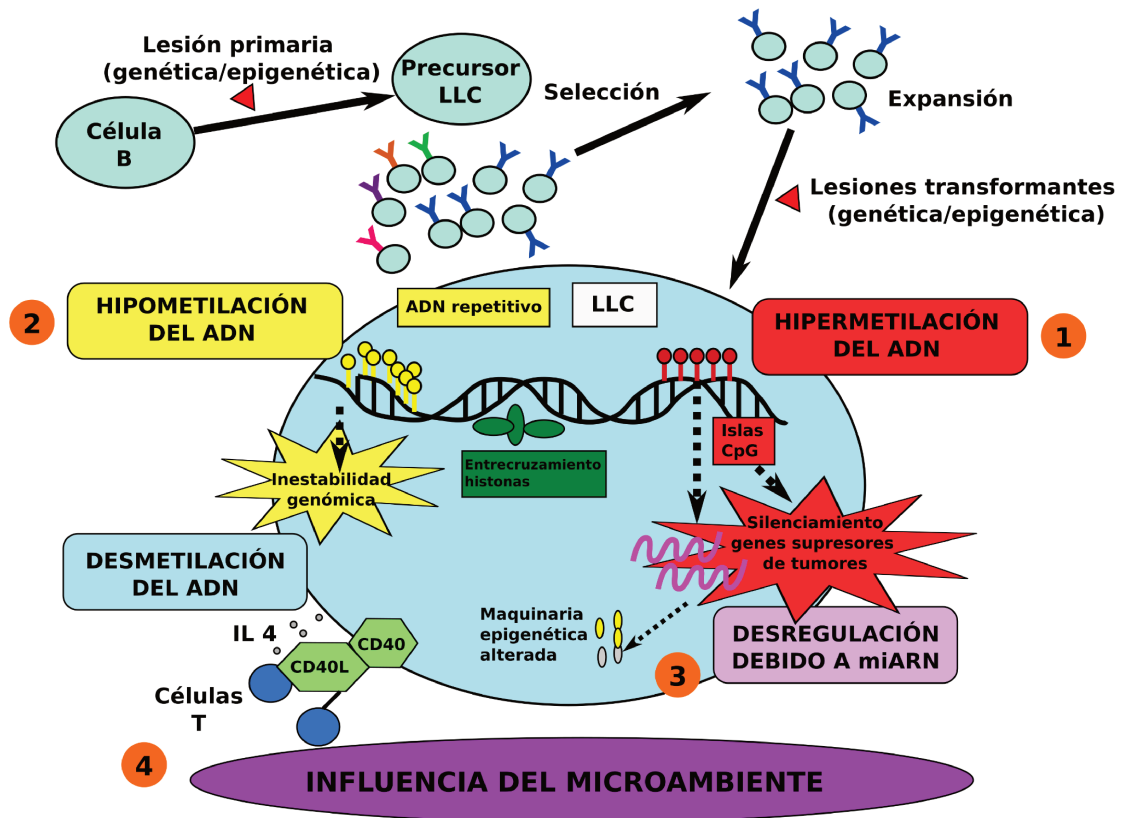 Lesión primaria
(genética/epigenética)
Célula
B
Precursor
LLC
Selección
Expansión
Lesiones transformantes
(genética/epigenética)
2
HIPOMETILACIÓN
DEL ADN
ADN repetitivo
LLC
HIPERMETILACIÓN
DEL ADN
1
Islas
CpG
Entrecruzamiento
histonas
Inestabilidad
genómica
Silenciamiento
genes supresores
de tumores
DESMETILACIÓN
DEL ADN
IL 4
CD40L
CD40
Células
T
Maquinaria
epigenética
alterada
3
DESREGULACIÓN
DEBIDO A miARN
4
INFLUENCIA DEL MICROAMBIENTE